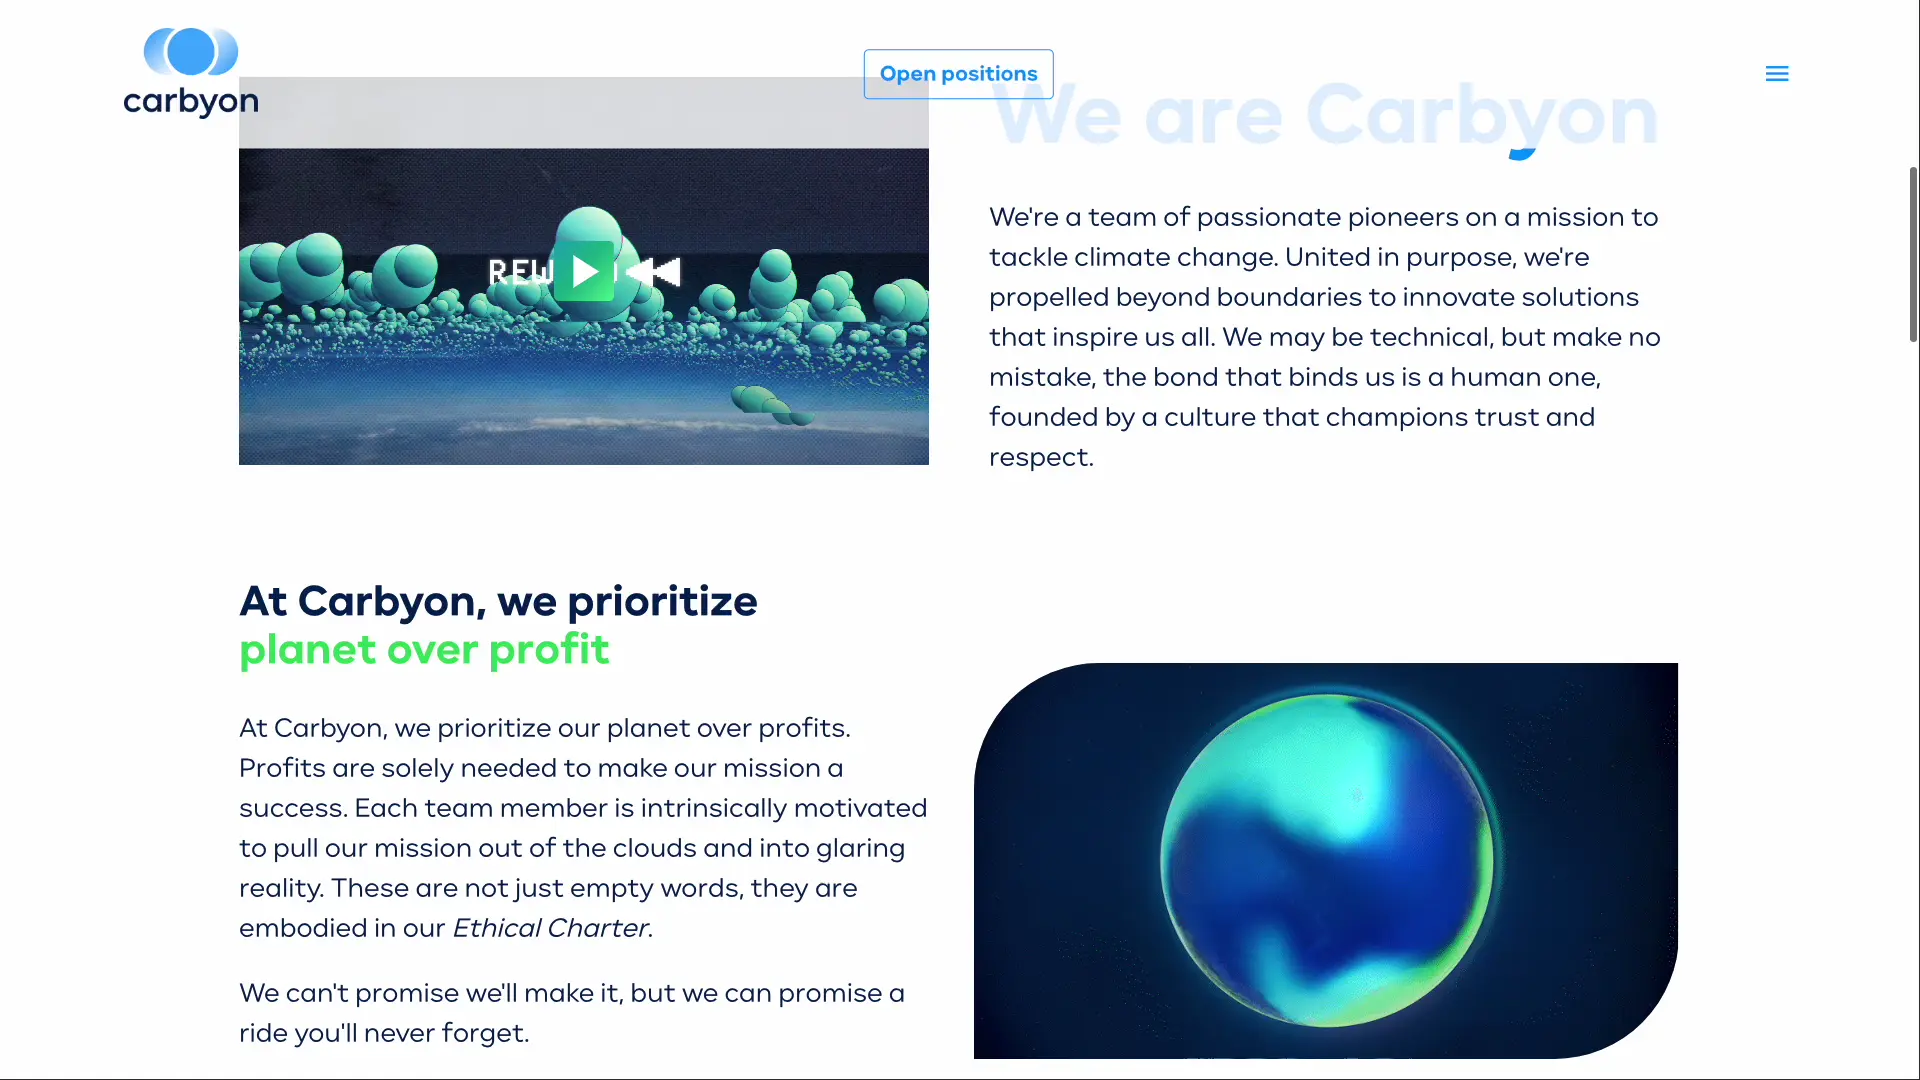 carbyon
Open positions
We are Carbyon
REW
We're a team of passionate pioneers on a mission to
tackle climate change. United in purpose, we're
propelled beyond boundaries to innovate solutions
that inspire us all. We may be technical, but make no
mistake, the bond that binds us is a human one,
founded by a culture that champions trust and
respect.
At Carbyon, we prioritize
planet over profit
At Carbyon, we prioritize our planet over profits.
Profits are solely needed to make our mission a
success. Each team member is intrinsically motivated
to pull our mission out of the clouds and into glaring
reality. These are not just empty words, they are
embodied in our Ethical Charter.
We can't promise we'll make it, but we can promise a
ride you'll never forget.